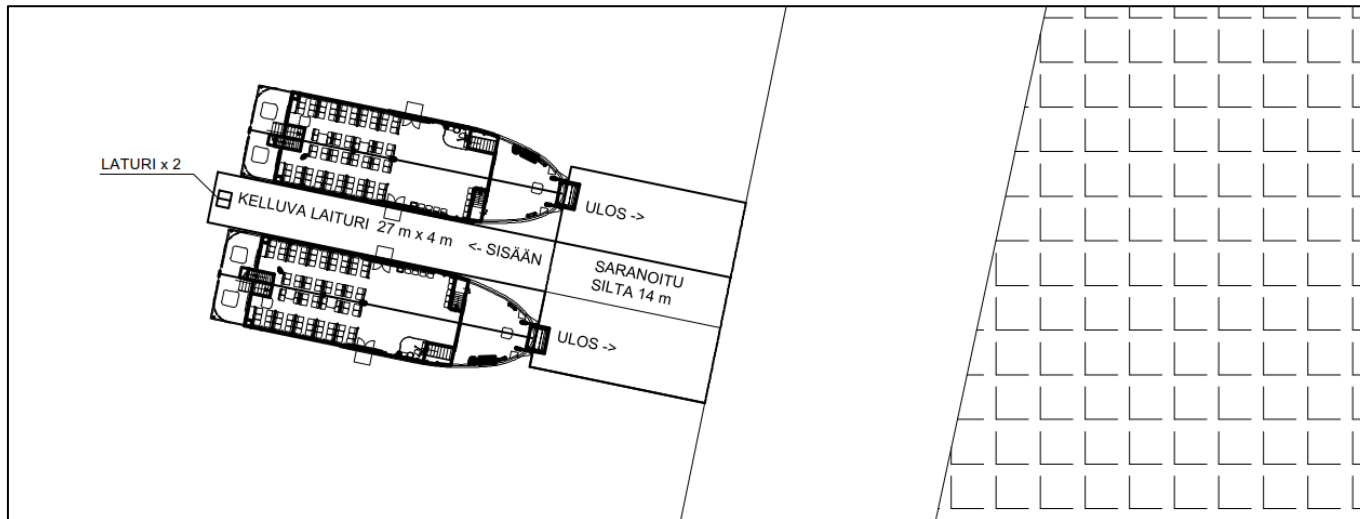 LATURI x 2
KELLUVA LAITURI 27 m x 4 m <- SISÄÄN
ULOS ->
SARANOITU
SILTA 14 m
ULOS ->